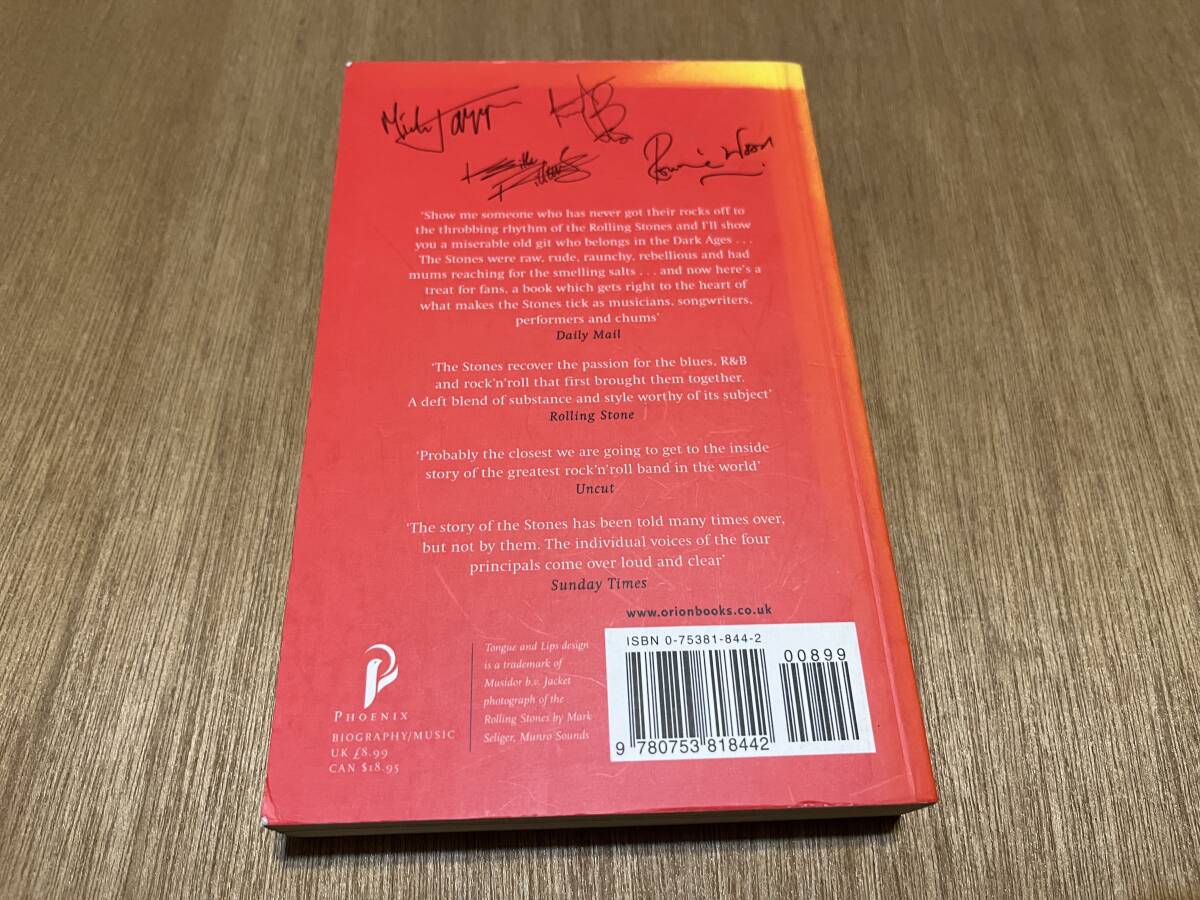 Mick Jagger
Ronnie Wood
Keith Richards
'Show me someone who has never got their rocks off to
the throbbing rhythm of the Rolling Stones and I'll show
you a miserable old git who belongs in the Dark Ages . . .
The Stones were raw, rude, raunchy, rebellious and had
mums reaching for the smelling salts . . . and now here's a
treat for fans, a book which gets right to the heart of
what makes the Stones tick as musicians, songwriters,
performers and chums'
Daily Mail
'The Stones recover the passion for the blues, R&B
and rock'n'roll that first brought them together.
A deft blend of substance and style worthy of its subject'
Rolling Stone
'Probably the closest we are going to get to the inside
story of the greatest rock'n'roll band in the world'
Uncut
'The story of the Stones has been told many times over,
but not by them. The individual voices of the four
principals come over loud and clear'
Sunday Times
www.orionbooks.co.uk
PHOENIX
BIOGRAPHY/MUSIC
UK £8.99
CAN $18.95
Tongue and Lips design
is a trademark of
Musidor b.v. Jacket
photograph of the
Rolling Stones by Mark
Seliger, Munro Sounds
ISBN 0-75381-844-2
00899
9 780753 818442